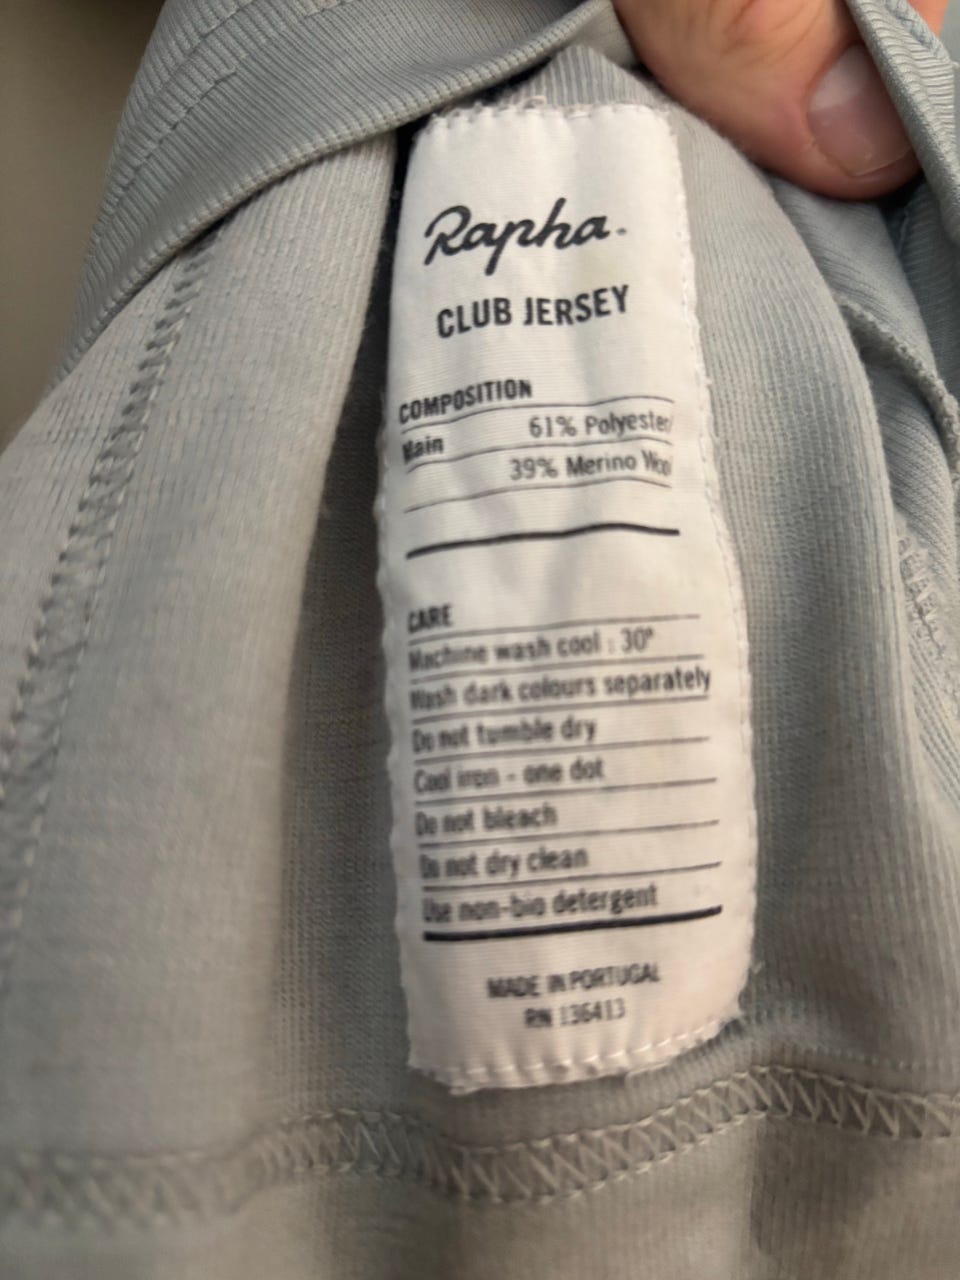 Rapha.
CLUB JERSEY
COMPOSITION
Main 61% Polyester
39% Merino Wool
CARE
Machine wash cool : 30°
Wash dark colours separately
Do not tumble dry
Cool iron - one dot
Do not bleach
Do not dry clean
Use non-bio detergent
MADE IN PORTUGAL
RN 136413